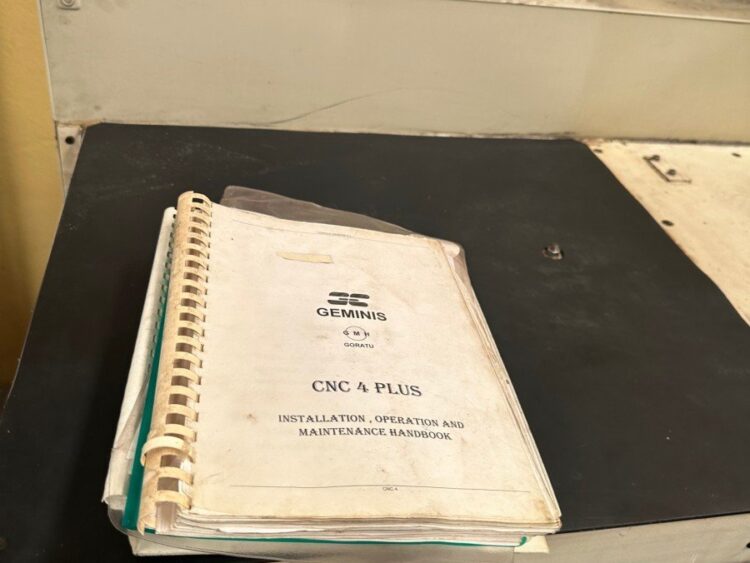 GEMINIS
G M H
GORATU
CNC 4 PLUS
INSTALLATION , OPERATION AND
MAINTENANCE HANDBOOK
CNC 4